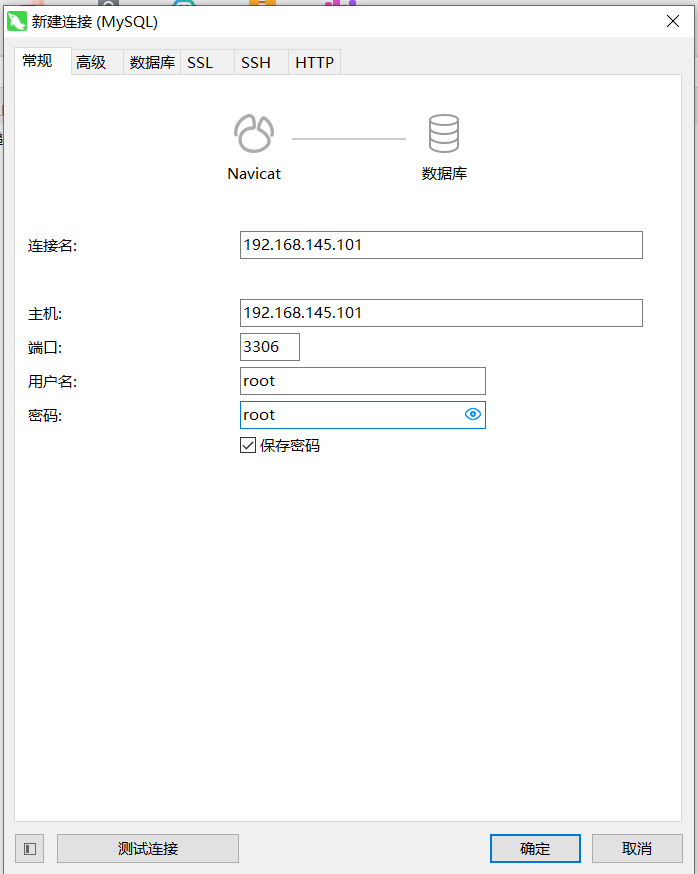 新建连接 (MySQL)
常规 高级 数据库 SSL SSH HTTP
Navicat 数据库
连接名: 192.168.145.101
主机: 192.168.145.101
端口: 3306
用户名: root
密码: root
保存密码
测试连接 确定 取消